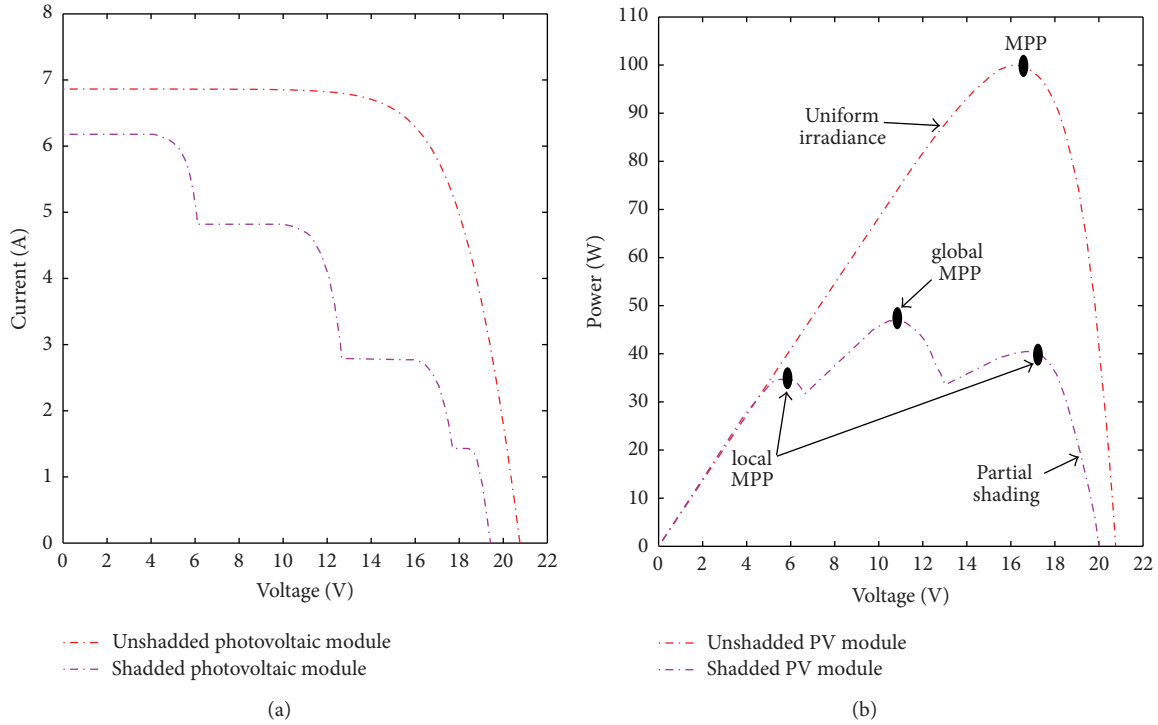 8
7
6
5
4
3
2
1
0
Current (A)
0 2 4 6 8 10 12 14 16 18 20 22
Voltage (V)
Unshadded photovoltaic module
Shadded photovoltaic module
(a)
110
100
90
80
70
60
50
40
30
20
10
0
Power (W)
MPP
Uniform
irradiance
global
MPP
local
MPP
Partial
shading
0 2 4 6 8 10 12 14 16 18 20 22
Voltage (V)
Unshadded PV module
Shadded PV module
(b)